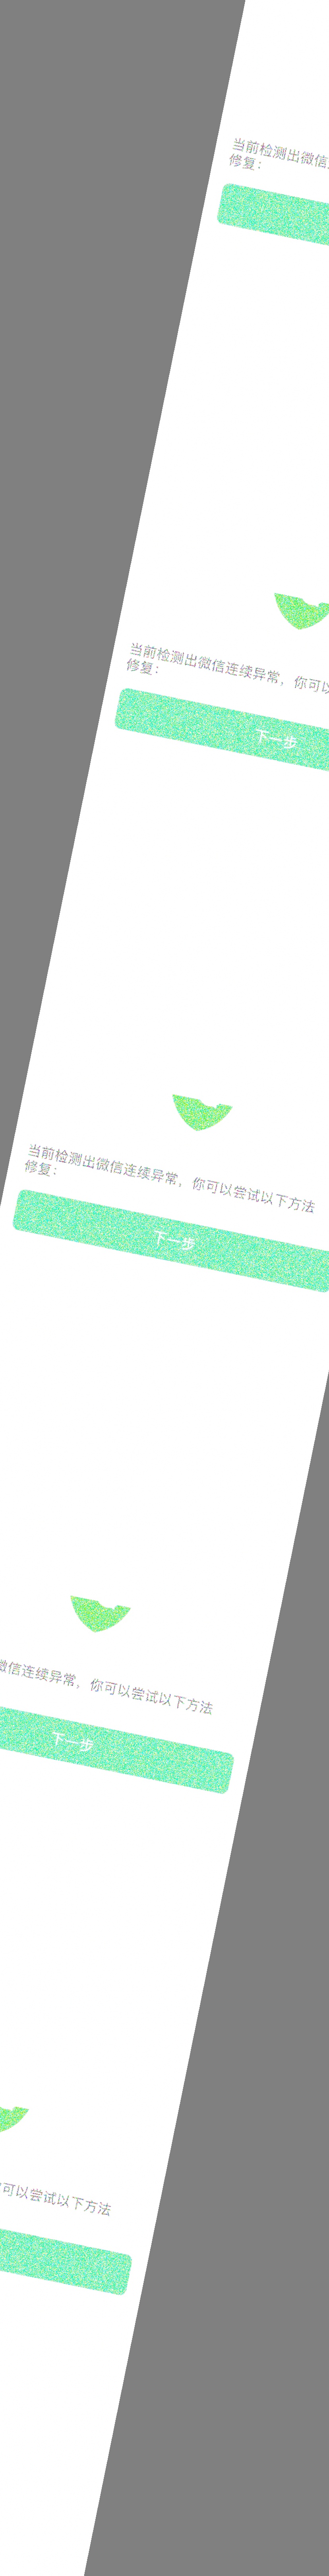 当前检测出微信
修复：
当前检测出微信连续异常，你可以
修复：
下一步
当前检测出微信连续异常，你可以尝试以下方法
修复：
下一步
微信连续异常，你可以尝试以下方法
下一步
可以尝试以下方法